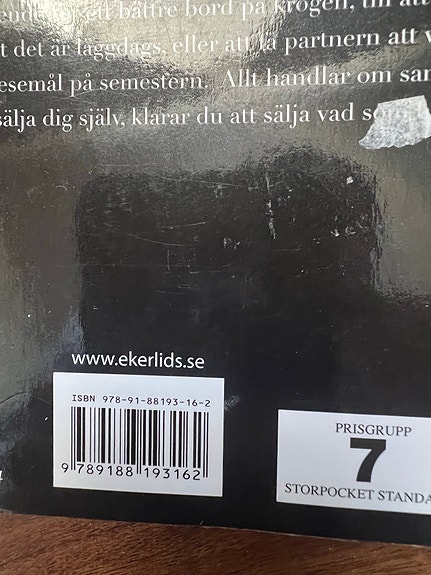 ett bättre bord på krogen, till att
t det är läggdags, eller att få partnern att v
esemål på semestern. Allt handlar om sam
sälja dig själv, klarar du att sälja vad som
www.ekerlids.se
ISBN 978-91-88193-16-2
9 789188 193162
PRISGRUPP
7
STORPOCKET STANDA